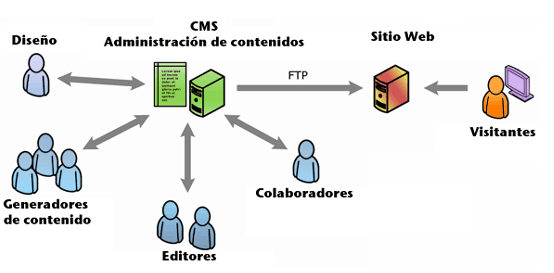 CMS
Administración de contenidos
Diseño
Sitio Web
FTP
Visitantes
Generadores
de contenido
Colaboradores
Editores